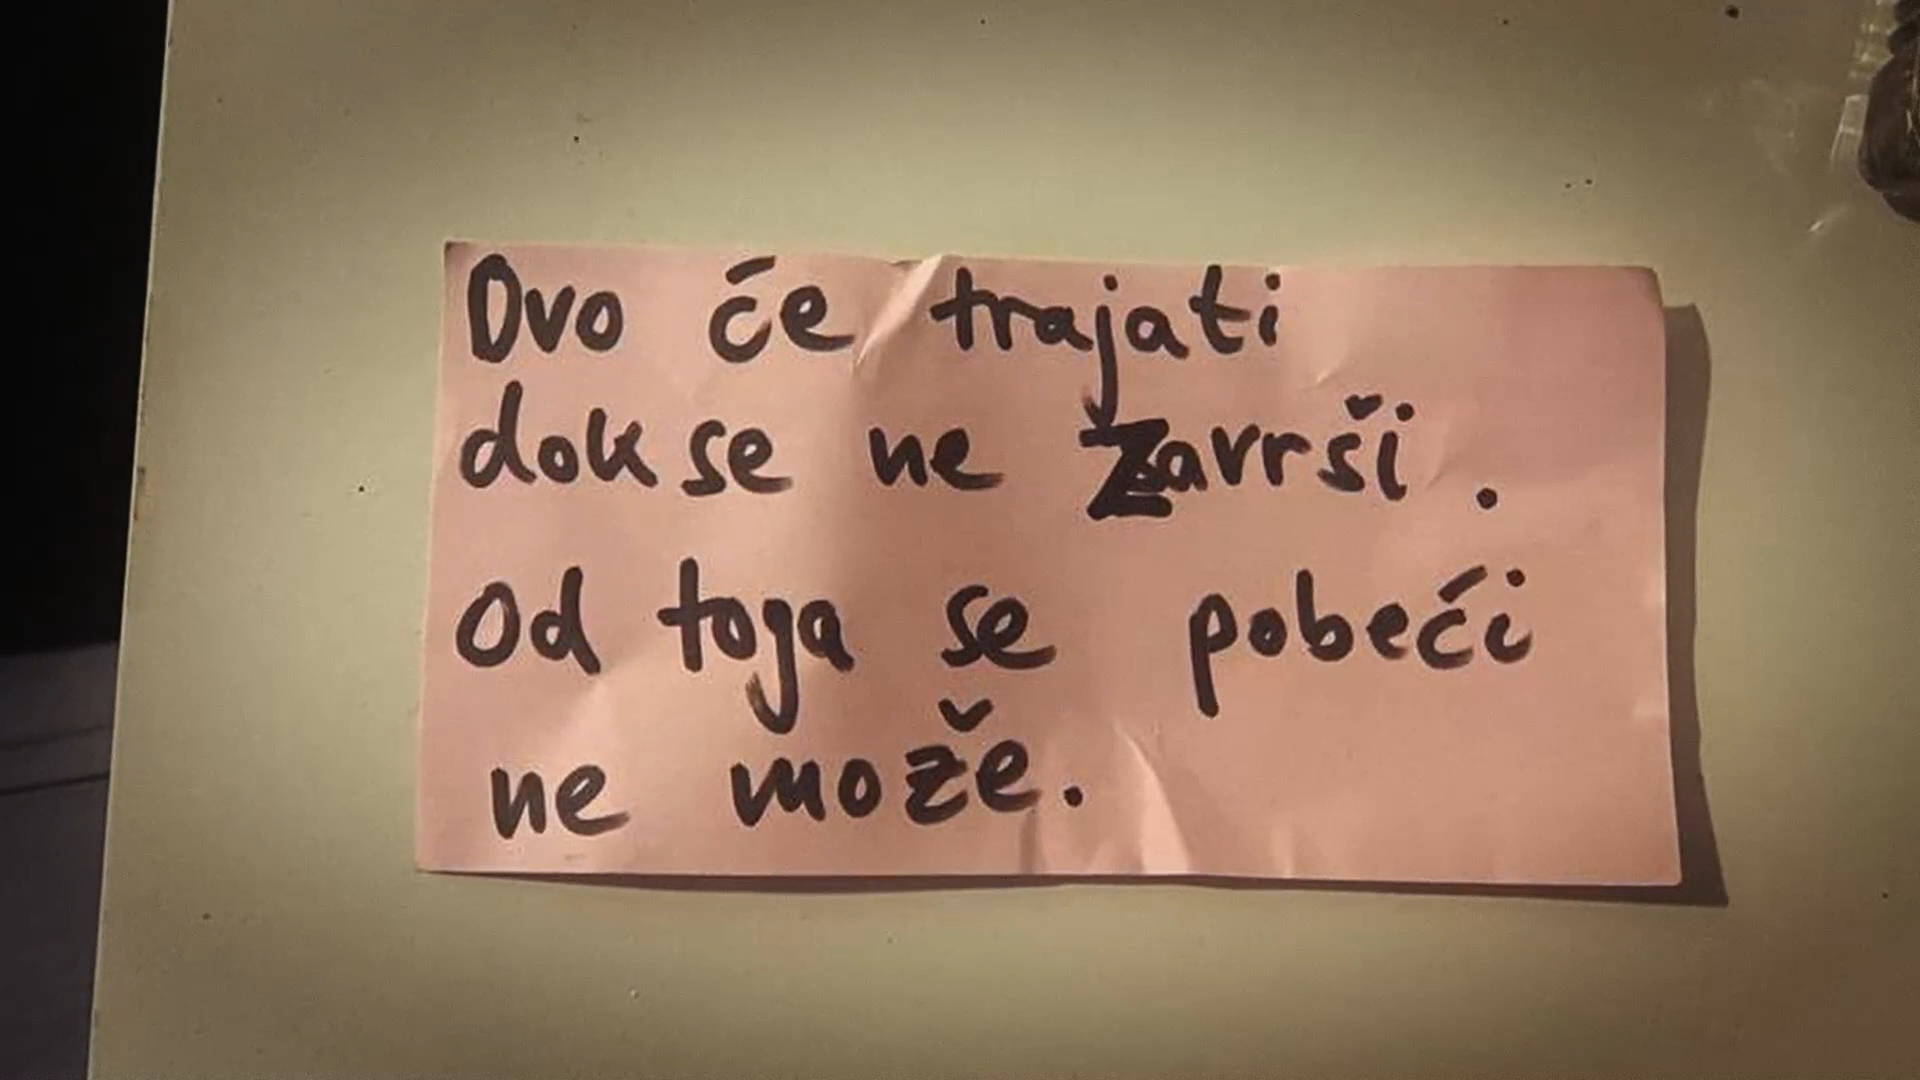 Ovo će trajati
dok se ne završi.
Od toga se pobeći
ne može.